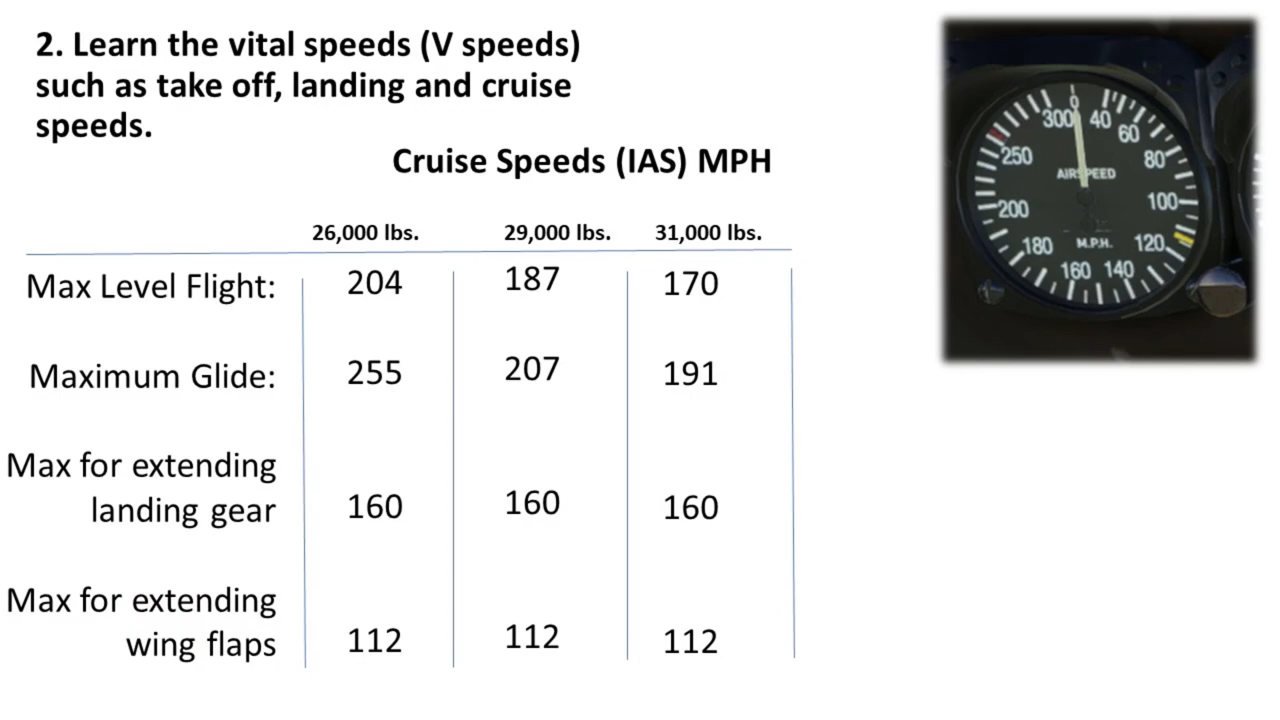 2. Learn the vital speeds (V speeds)
such as take off, landing and cruise
speeds.
Cruise Speeds (IAS) MPH
26,000 lbs. 29,000 lbs. 31,000 lbs.
Max Level Flight: 204 187 170
Maximum Glide: 255 207 191
Max for extending
landing gear 160 160 160
Max for extending
wing flaps 112 112 112
0
300 40
60
250 80
AIRSPEED
200 100
180 M.P.H. 120
160 140